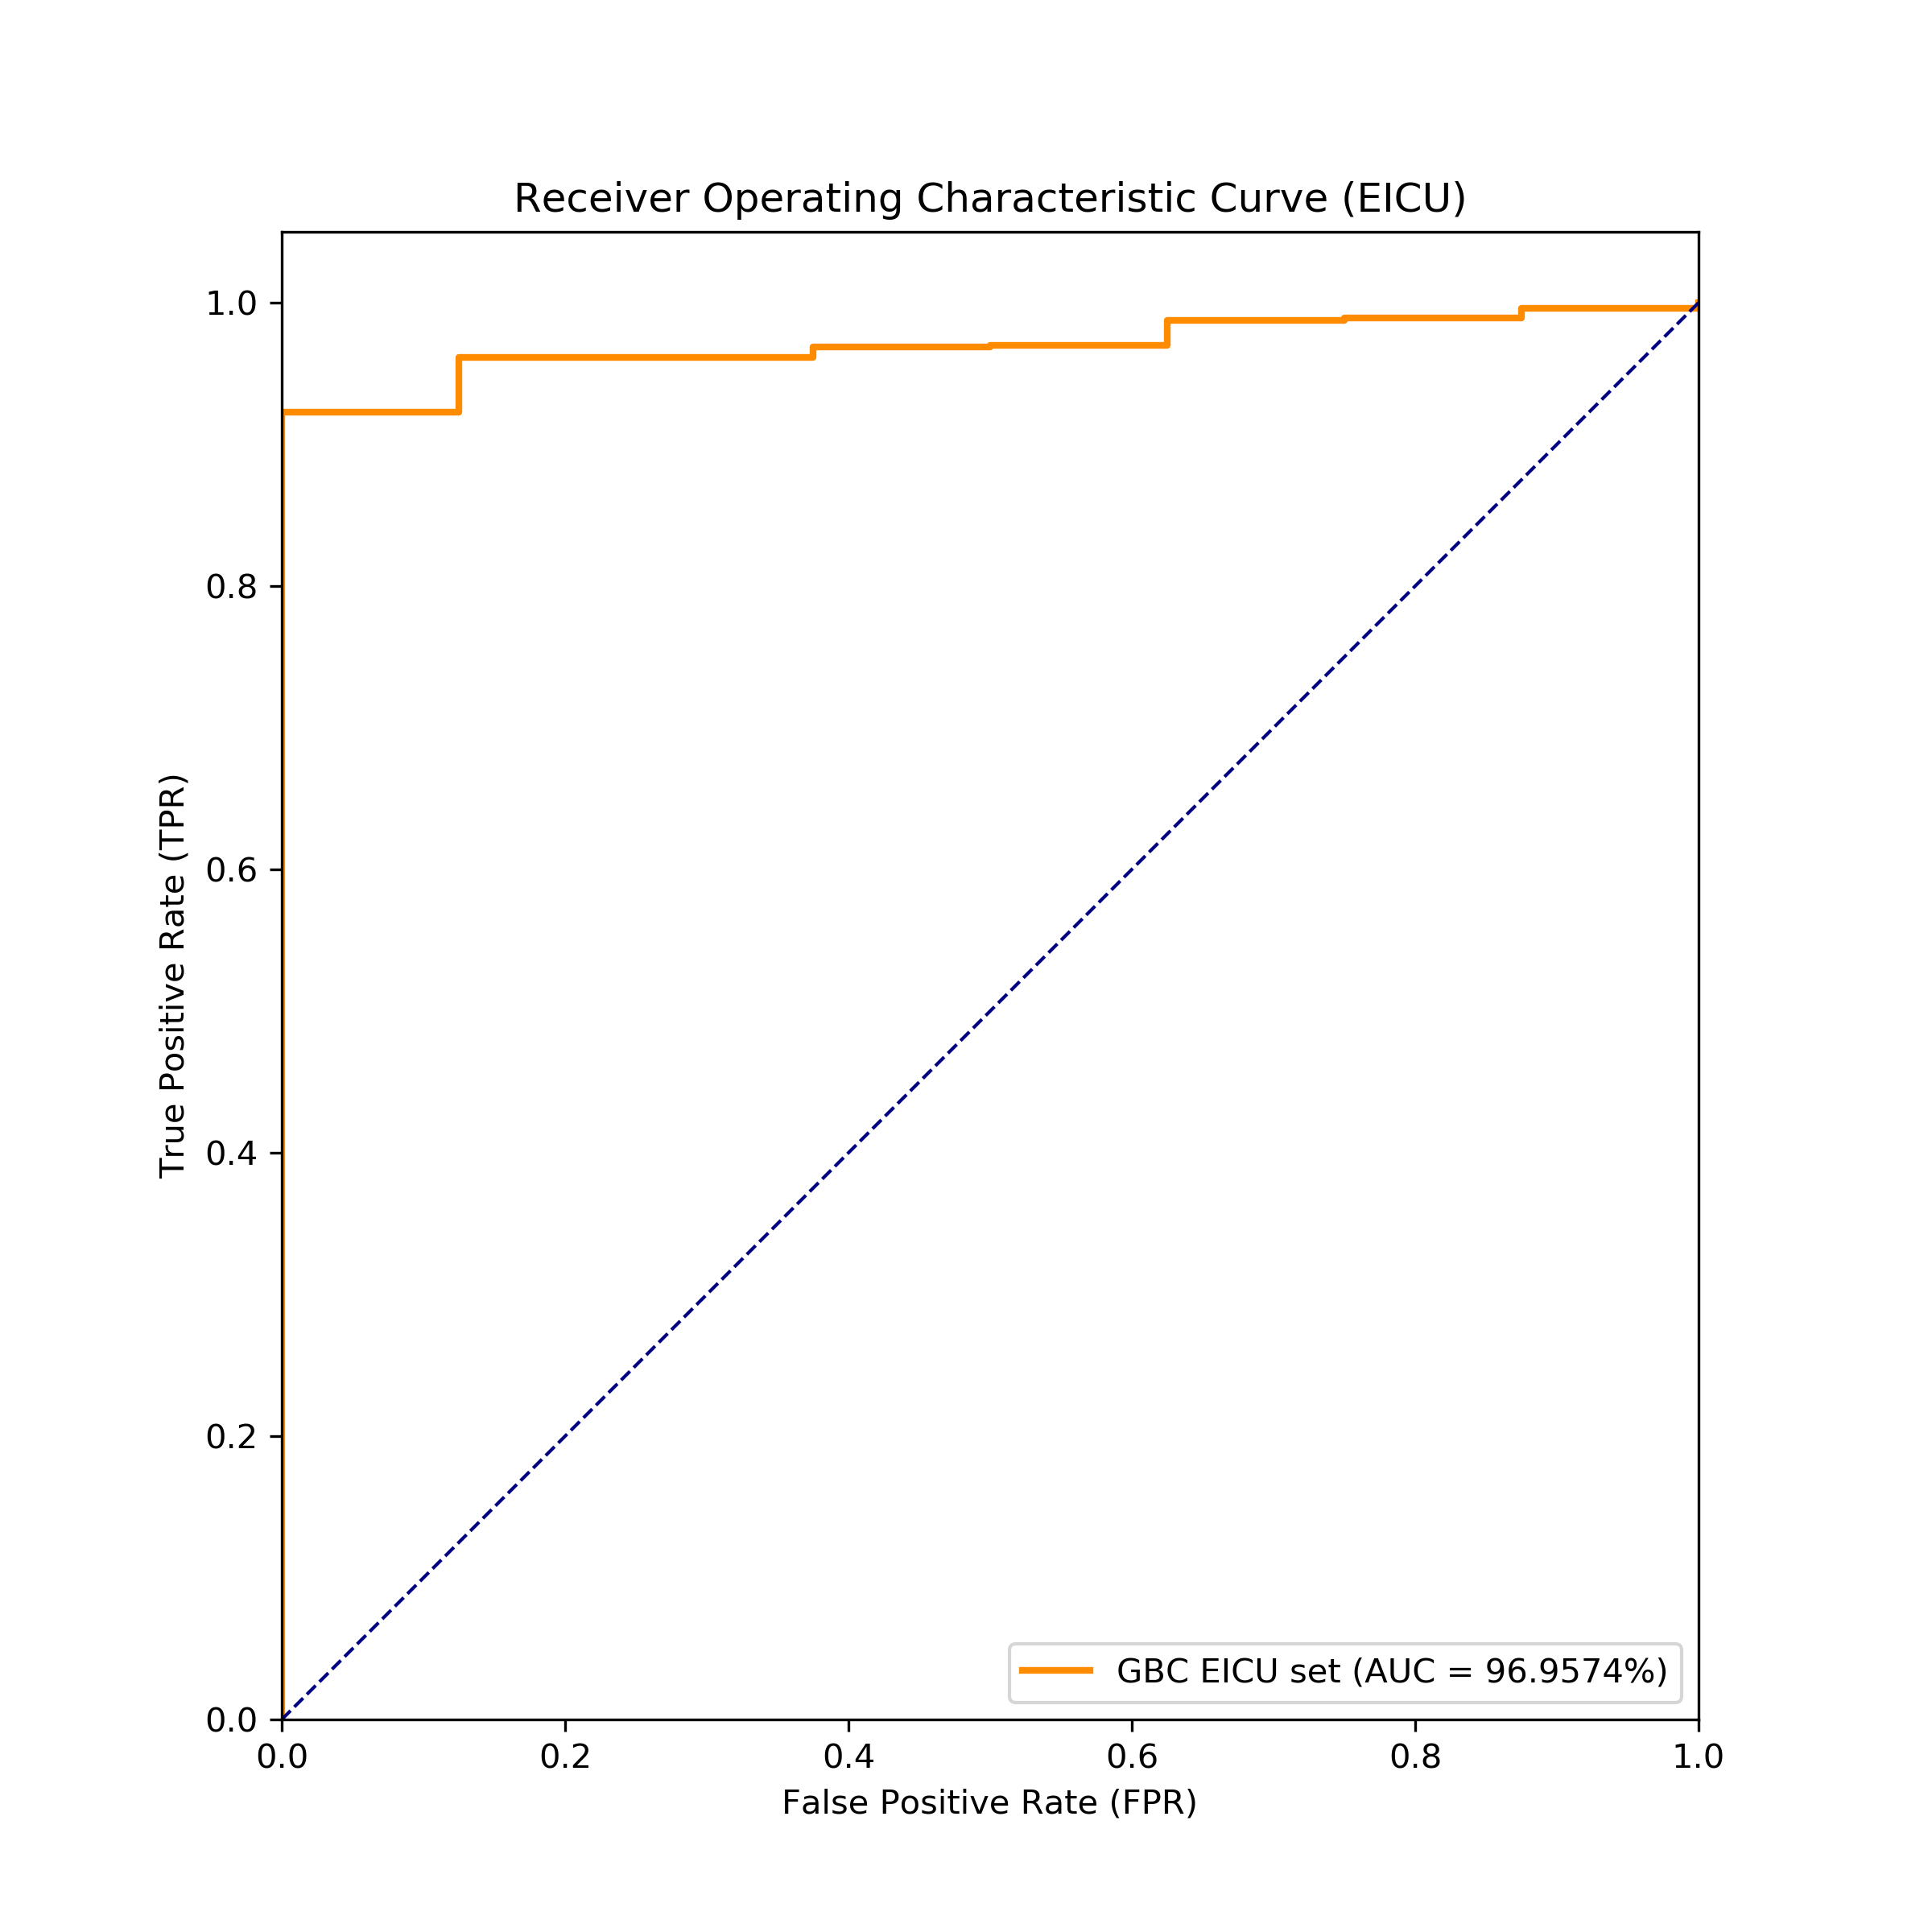 Receiver Operating Characteristic Curve (EICU)
1.0
0.8
0.6
0.4
0.2
0.0
True Positive Rate (TPR)
GBC EICU set (AUC = 96.9574%)
0.0 0.2 0.4 0.6 0.8 1.0
False Positive Rate (FPR)